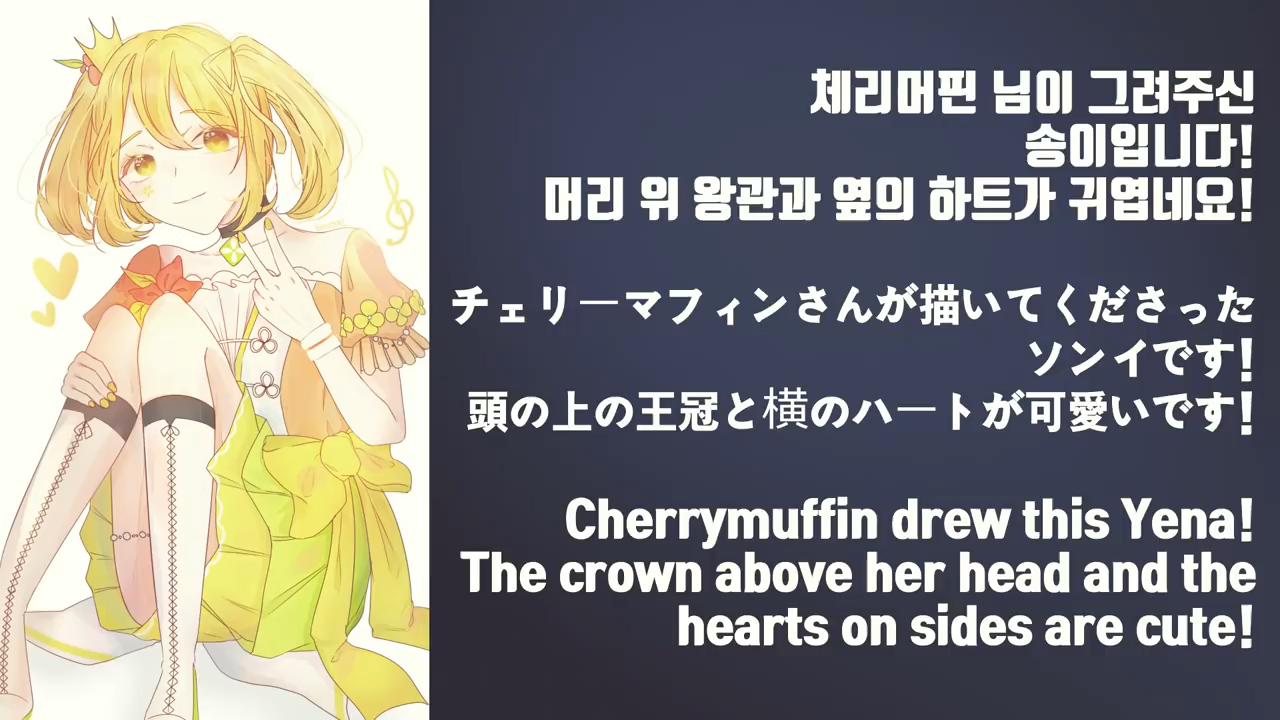 체리머핀 님이 그려주신
송이입니다!
머리 위 왕관과 옆의 하트가 귀엽네요!
チェリーマフィンさんが描いてくださった
ソンイです!
頭の上の王冠と横のハートが可愛いです!
Cherrymuffin drew this Yena!
The crown above her head and the
hearts on sides are cute!